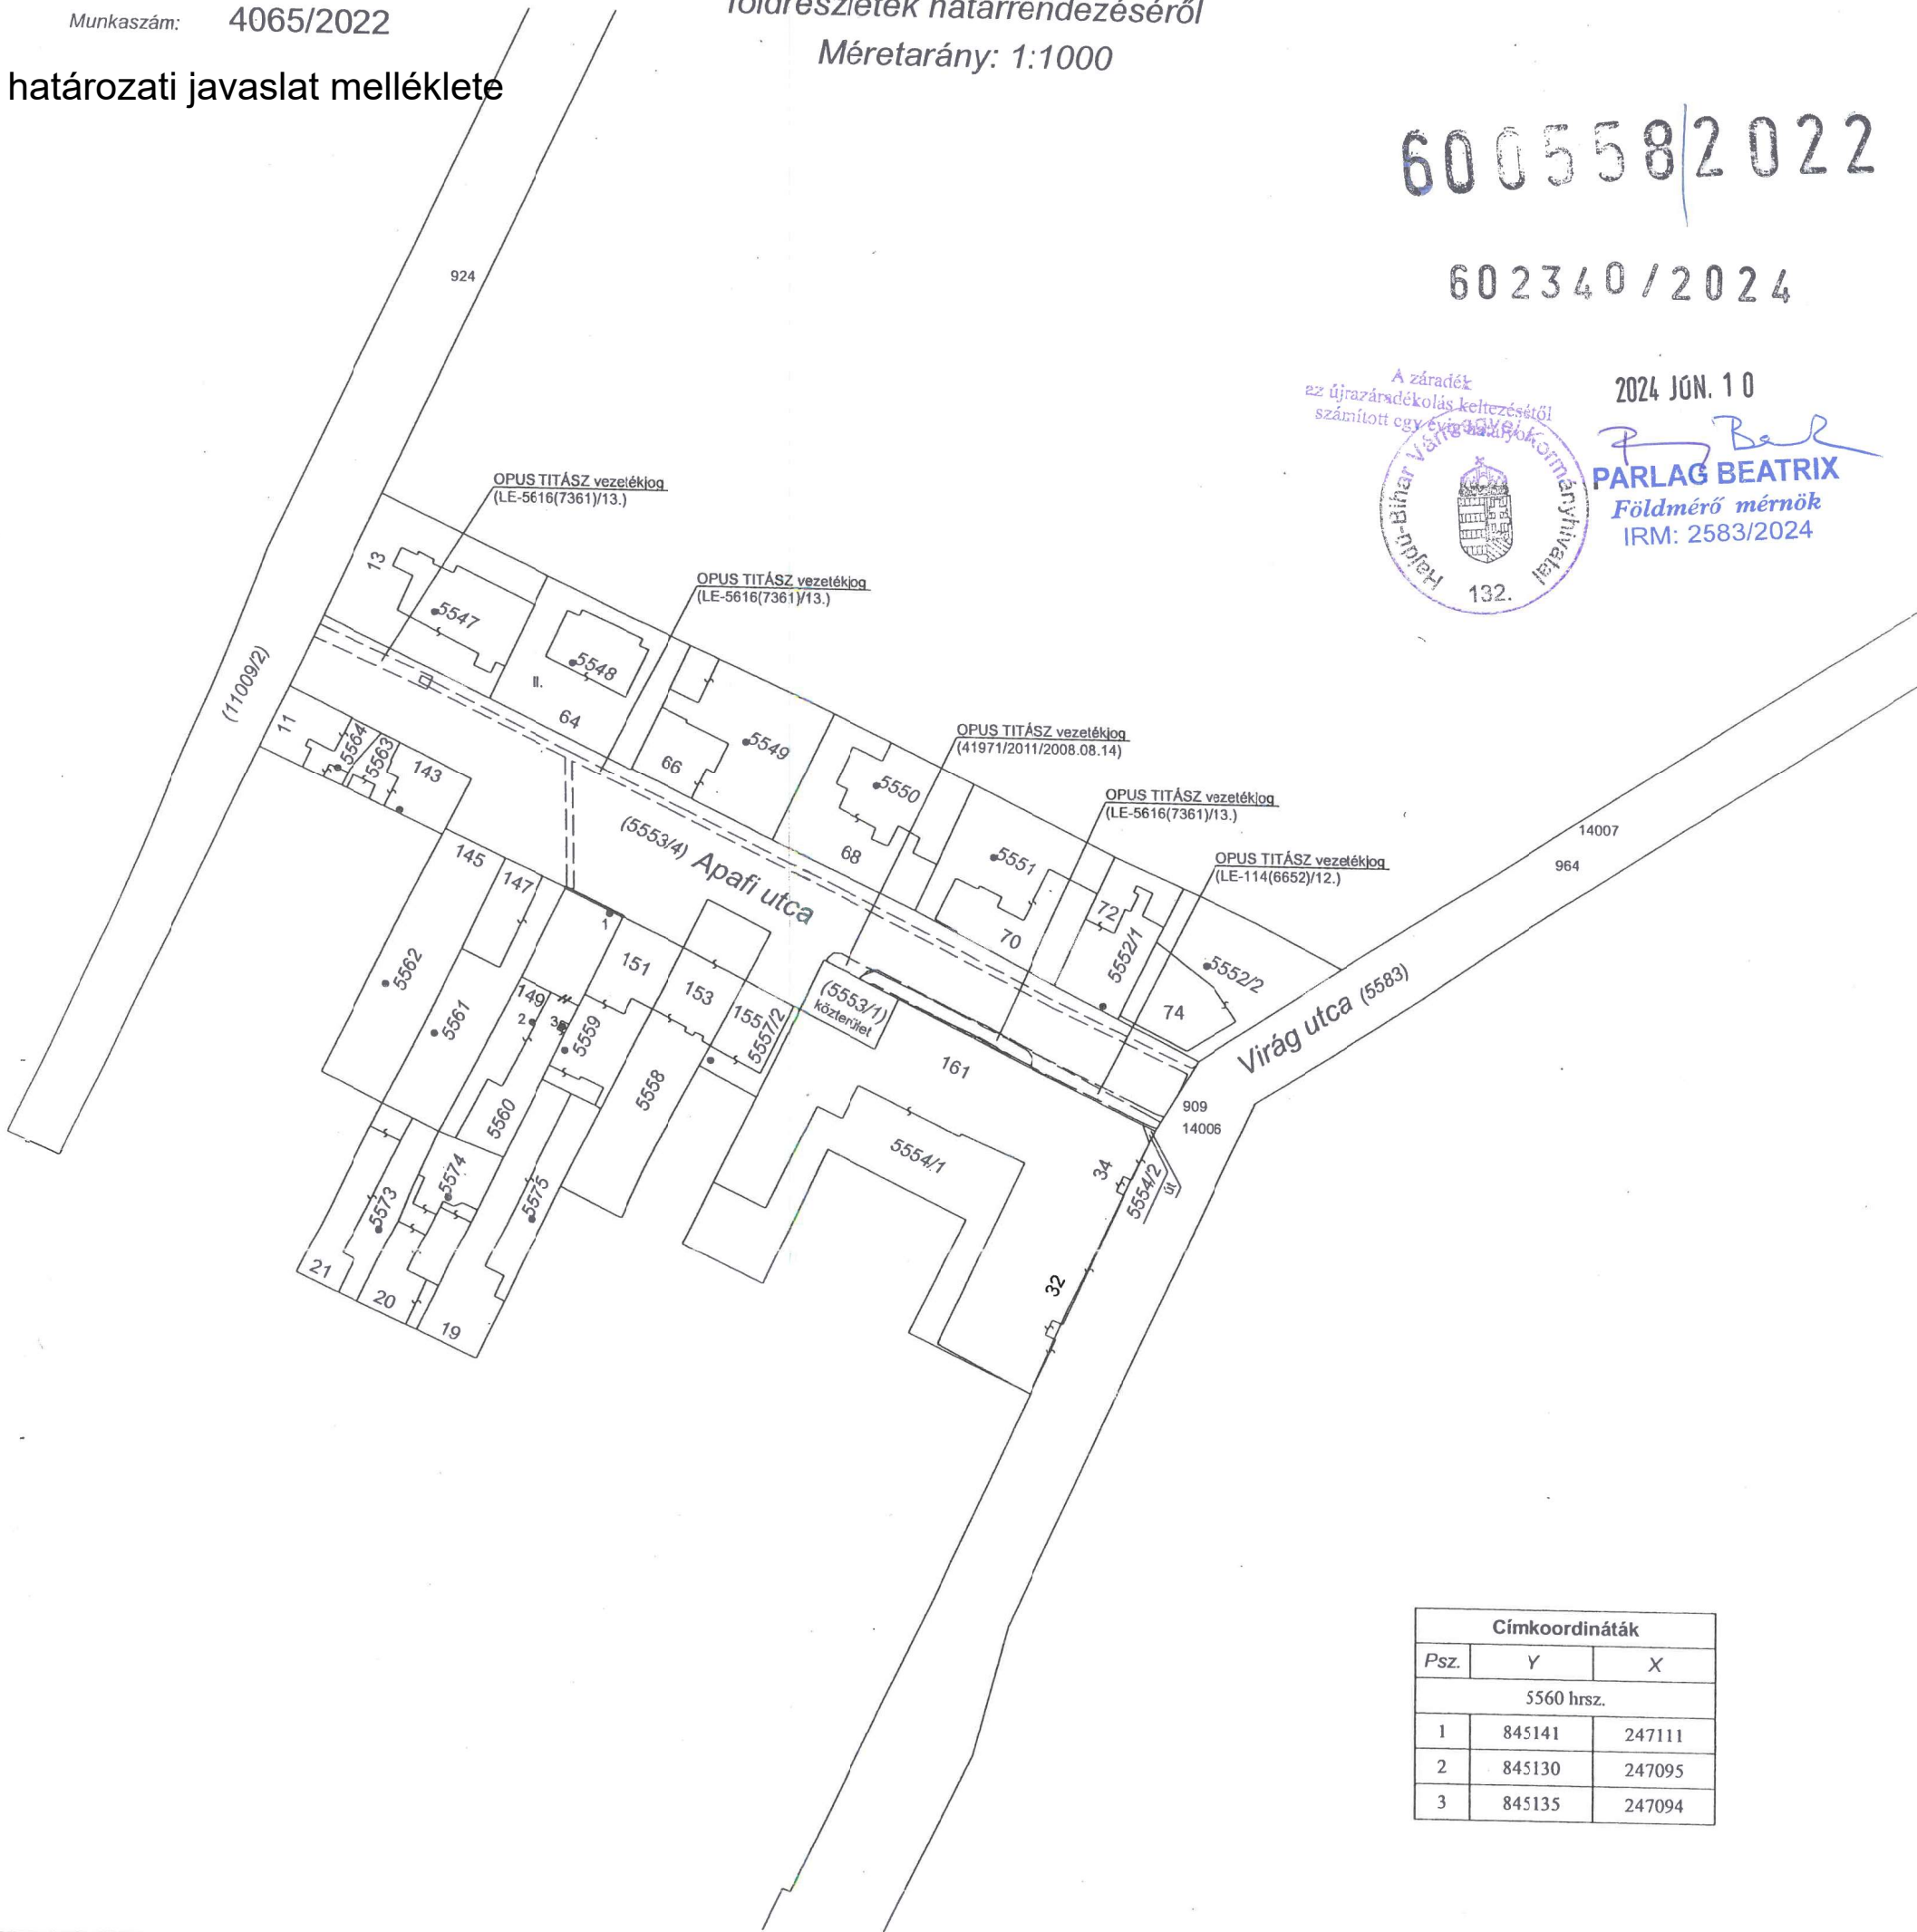 Munkaszám: 4065/2022
földrészletek határrendezéséről
Méretarány: 1:1000
határozati javaslat melléklete
600558/2022
602340/2024
A záradék
az újrazáradékolás keltezésétől
számított egy évig hatályos
2024 JÚN. 10
Hajdú-Bihar Vármegyei Kormányhivatal
132.
PARLAG BEATRIX
Földmérő mérnök
IRM: 2583/2024
924
(11009/2)
OPUS TITÁSZ vezetékjog
(LE-5616(7361)/13.)
OPUS TITÁSZ vezetékjog
(LE-5616(7361)/13.)
OPUS TITÁSZ vezetékjog
(41971/2011/2008.08.14)
OPUS TITÁSZ vezetékjog
(LE-5616(7361)/13.)
OPUS TITÁSZ vezetékjog
(LE-114(6652)/12.)
13
5547
5548
II.
64
66
5549
5550
68
5551
70
72
5552/1
5552/2
74
14007
964
11
5564
5563
143
145
147
(5553/4) Apafi utca
Virág utca (5583)
1
151
153
155
5557/2
(5553/1)
közterület
161
909
14006
5562
5561
149
2
3
5559
5558
5560
5554/1
34
5554/2
út
5574
5573
5575
32
21
20
19
Címkoordináták
Psz. Y X
5560 hrsz.
1 845141 247111
2 845130 247095
3 845135 247094